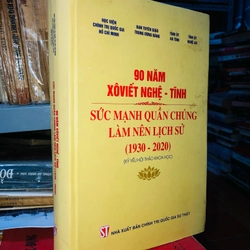 HỌC VIỆN
CHÍNH TRỊ QUỐC GIA
HỒ CHÍ MINH
BAN TUYÊN GIÁO
TRUNG ƯƠNG ĐẢNG
TỈNH ỦY
HÀ TĨNH
TỈNH ỦY
NGHỆ AN
90 NĂM
XÔVIẾT NGHỆ - TĨNH
SỨC MẠNH QUẦN CHÚNG
LÀM NÊN LỊCH SỬ
(1930 - 2020)
(KỶ YẾU HỘI THẢO KHOA HỌC)
NHÀ XUẤT BẢN CHÍNH TRỊ QUỐC GIA SỰ THẬT